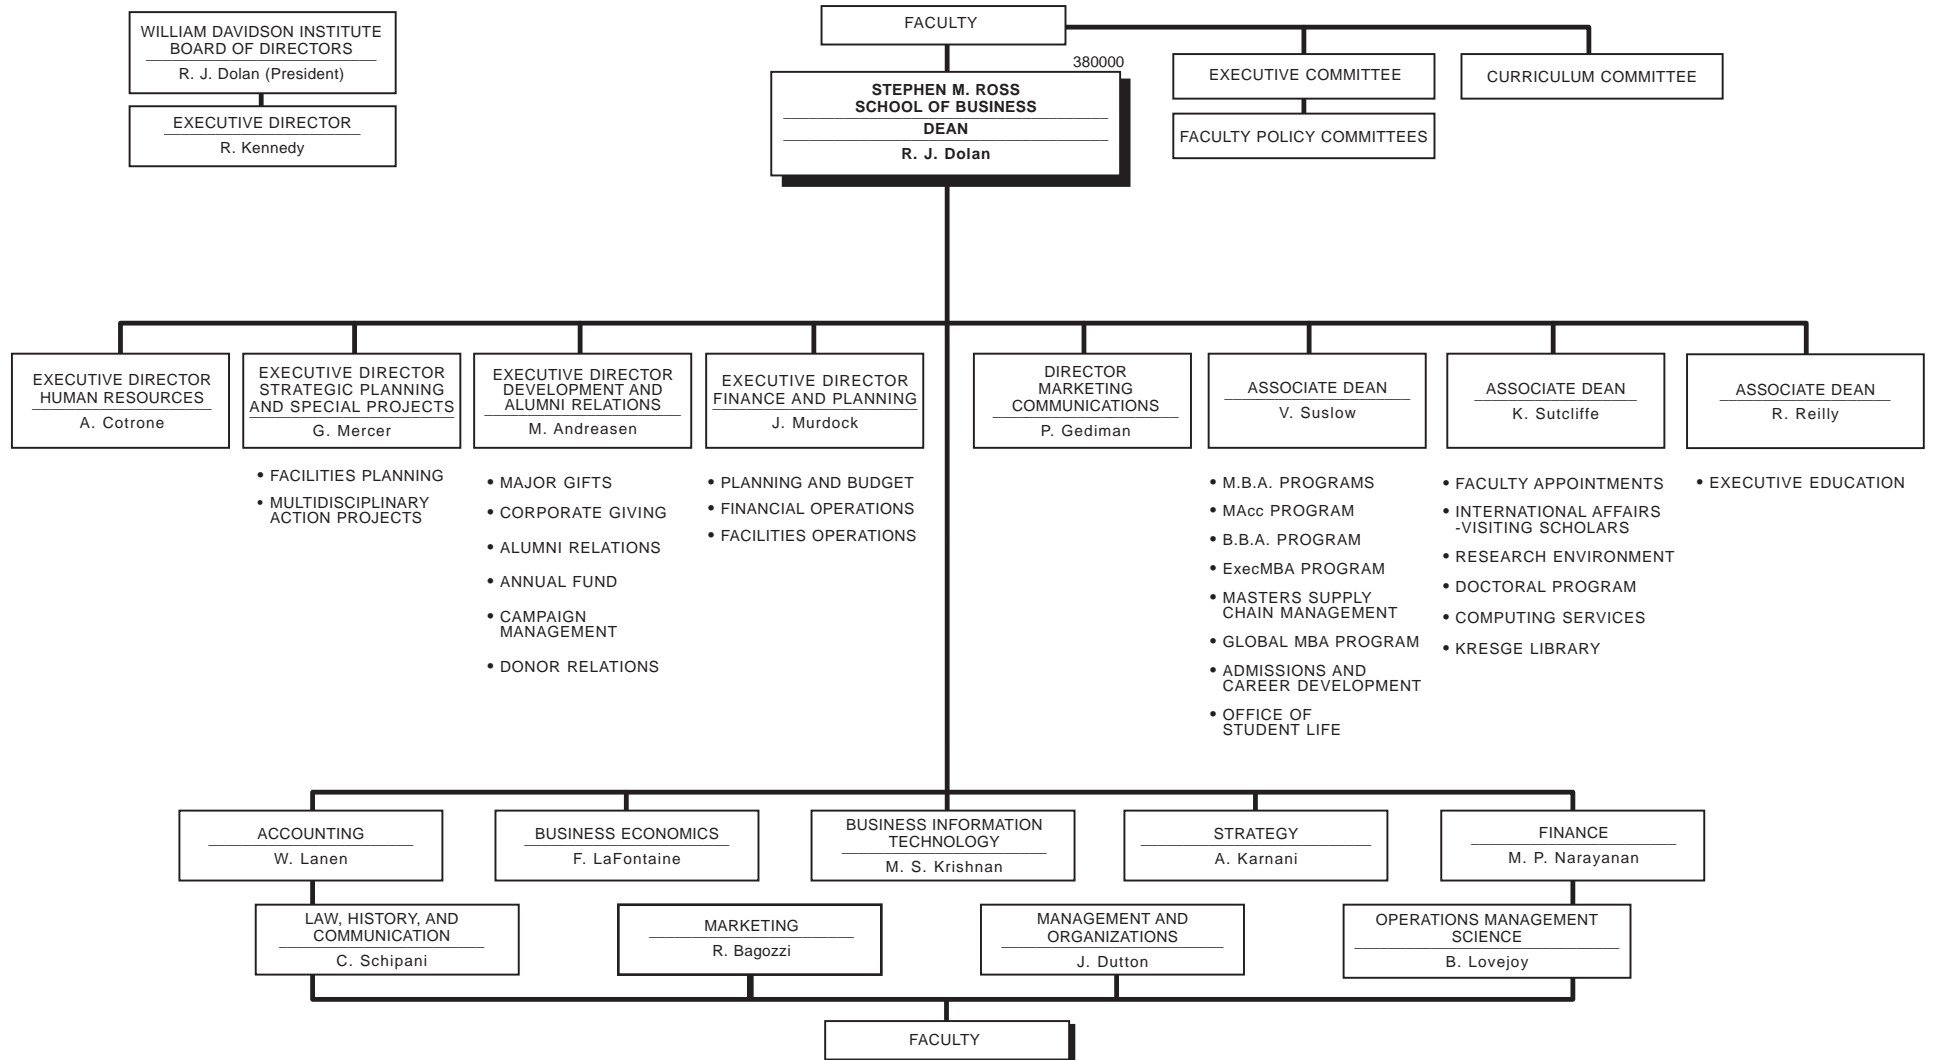 WILLIAM DAVIDSON INSTITUTE
BOARD OF DIRECTORS
R. J. Dolan (President)
EXECUTIVE DIRECTOR
R. Kennedy
FACULTY
380000
STEPHEN M. ROSS
SCHOOL OF BUSINESS
DEAN
R. J. Dolan
EXECUTIVE COMMITTEE
FACULTY POLICY COMMITTEES
CURRICULUM COMMITTEE
EXECUTIVE DIRECTOR
HUMAN RESOURCES
A. Cotrone
EXECUTIVE DIRECTOR
STRATEGIC PLANNING
AND SPECIAL PROJECTS
G. Mercer
• FACILITIES PLANNING
• MULTIDISCIPLINARY
ACTION PROJECTS
EXECUTIVE DIRECTOR
DEVELOPMENT AND
ALUMNI RELATIONS
M. Andreasen
• MAJOR GIFTS
• CORPORATE GIVING
• ALUMNI RELATIONS
• ANNUAL FUND
• CAMPAIGN
MANAGEMENT
• DONOR RELATIONS
EXECUTIVE DIRECTOR
FINANCE AND PLANNING
J. Murdock
• PLANNING AND BUDGET
• FINANCIAL OPERATIONS
• FACILITIES OPERATIONS
DIRECTOR
MARKETING
COMMUNICATIONS
P. Gediman
ASSOCIATE DEAN
V. Suslow
• M.B.A. PROGRAMS
• MAcc PROGRAM
• B.B.A. PROGRAM
• ExecMBA PROGRAM
• MASTERS SUPPLY
CHAIN MANAGEMENT
• GLOBAL MBA PROGRAM
• ADMISSIONS AND
CAREER DEVELOPMENT
• OFFICE OF
STUDENT LIFE
ASSOCIATE DEAN
K. Sutcliffe
• FACULTY APPOINTMENTS
• INTERNATIONAL AFFAIRS
-VISITING SCHOLARS
• RESEARCH ENVIRONMENT
• DOCTORAL PROGRAM
• COMPUTING SERVICES
• KRESGE LIBRARY
ASSOCIATE DEAN
R. Reilly
• EXECUTIVE EDUCATION
ACCOUNTING
W. Lanen
BUSINESS ECONOMICS
F. LaFontaine
BUSINESS INFORMATION
TECHNOLOGY
M. S. Krishnan
STRATEGY
A. Karnani
FINANCE
M. P. Narayanan
LAW, HISTORY, AND
COMMUNICATION
C. Schipani
MARKETING
R. Bagozzi
MANAGEMENT AND
ORGANIZATIONS
J. Dutton
OPERATIONS MANAGEMENT
SCIENCE
B. Lovejoy
FACULTY